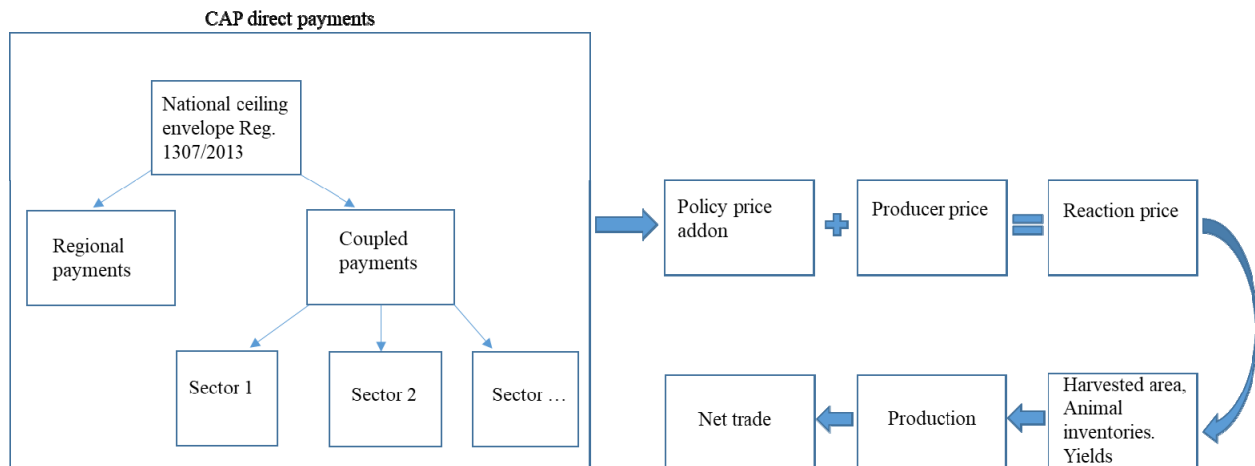 CAP direct payments
National ceiling
envelope Reg.
1307/2013
Regional
payments
Coupled
payments
Sector 1
Sector 2
Sector …
Policy price
addon
Producer price
Reaction price
Harvested area,
Animal
inventories.
Yields
Production
Net trade